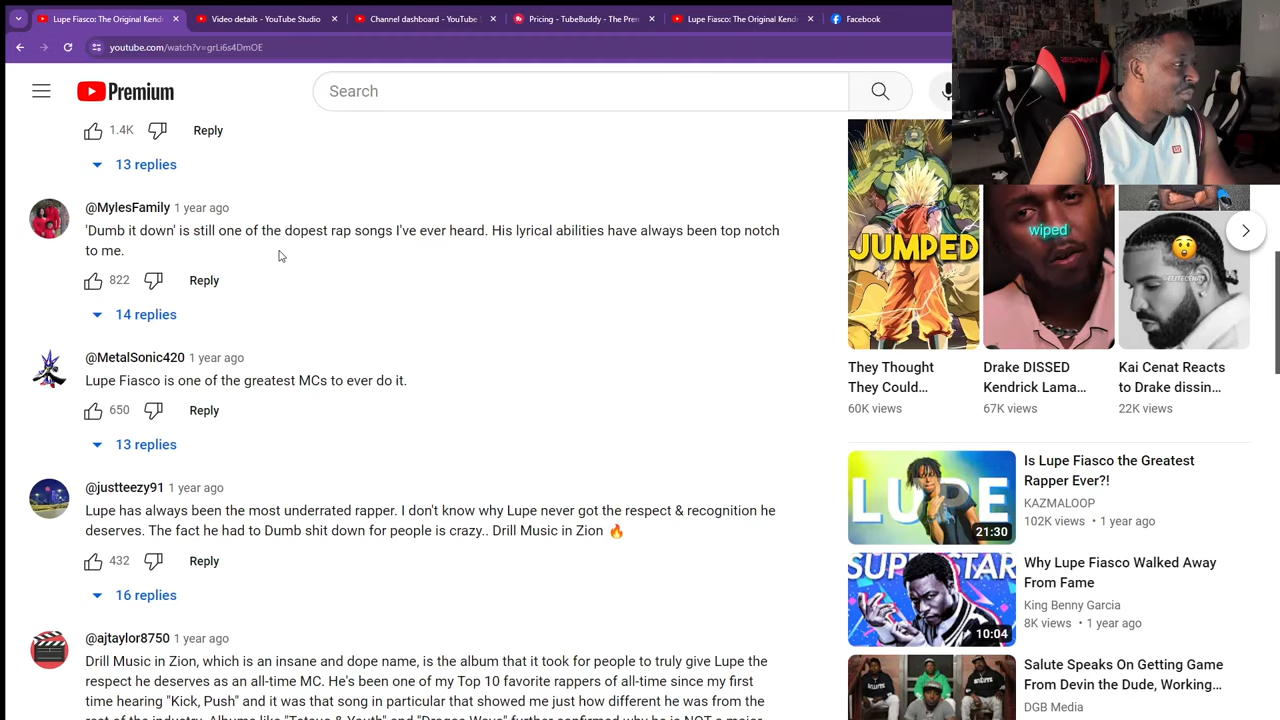 Lupe Fiasco: The Original Kendr
Video details - YouTube Studio
Channel dashboard - YouTube S
Pricing - TubeBuddy - The Prem
Lupe Fiasco: The Original Kendr
Facebook
youtube.com/watch?v=grLi6s4DmOE
Premium
Search
1.4K
Reply
13 replies
@MylesFamily 1 year ago
'Dumb it down' is still one of the dopest rap songs I've ever heard. His lyrical abilities have always been top notch
to me.
822
Reply
14 replies
@MetalSonic420 1 year ago
Lupe Fiasco is one of the greatest MCs to ever do it.
650
Reply
13 replies
@justteezy91 1 year ago
Lupe has always been the most underrated rapper. I don't know why Lupe never got the respect & recognition he
deserves. The fact he had to Dumb shit down for people is crazy.. Drill Music in Zion 🔥
432
Reply
16 replies
@ajtaylor8750 1 year ago
Drill Music in Zion, which is an insane and dope name, is the album that it took for people to truly give Lupe the
respect he deserves as an all-time MC. He's been one of my Top 10 favorite rappers of all-time since my first
time hearing "Kick, Push" and it was that song in particular that showed me just how different he was from the
JUMPED
wiped
They Thought
They Could...
60K views
Drake DISSED
Kendrick Lama...
67K views
Kai Cenat Reacts
to Drake dissin...
22K views
LUPE
21:30
Is Lupe Fiasco the Greatest
Rapper Ever?!
KAZMALOOP
102K views • 1 year ago
SUPERSTAR
10:04
Why Lupe Fiasco Walked Away
From Fame
King Benny Garcia
8K views • 1 year ago
Salute Speaks On Getting Game
From Devin the Dude, Working...
DGB Media